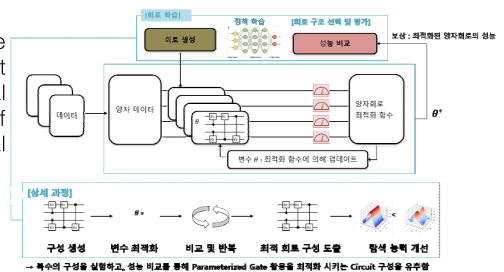 [회로 학습]
정책 학습
[회로 구조 선택 및 평가]
회로 생성
성능 비교
보상 : 최적화된 양자회로의 성능
데이터
양자 데이터
θ
양자회로
최적화 함수
θ*
변수 θ : 최적화 함수에 의해 업데이트
[상세 과정]
구성 생성
변수 최적화
비교 및 반복
최적 회로 구성 도출
<
탐색 능력 개선
→ 복수의 구성을 실험하고, 성능 비교를 통해 Parameterized Gate 활용을 최적화 시키는 Circuit 구성을 유추함